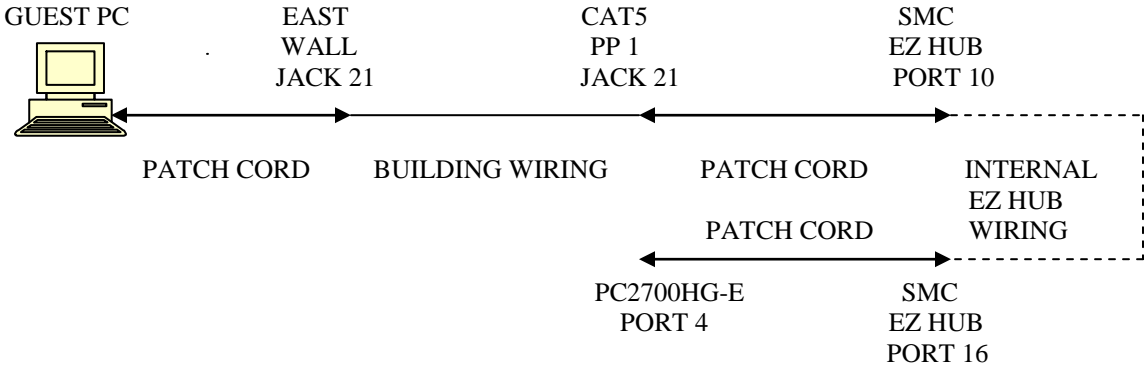 GUEST PC EAST CAT5 SMC
WALL PP 1 EZ HUB
JACK 21 JACK 21 PORT 10
PATCH CORD BUILDING WIRING PATCH CORD INTERNAL
EZ HUB
PATCH CORD WIRING
PC2700HG-E SMC
PORT 4 EZ HUB
PORT 16